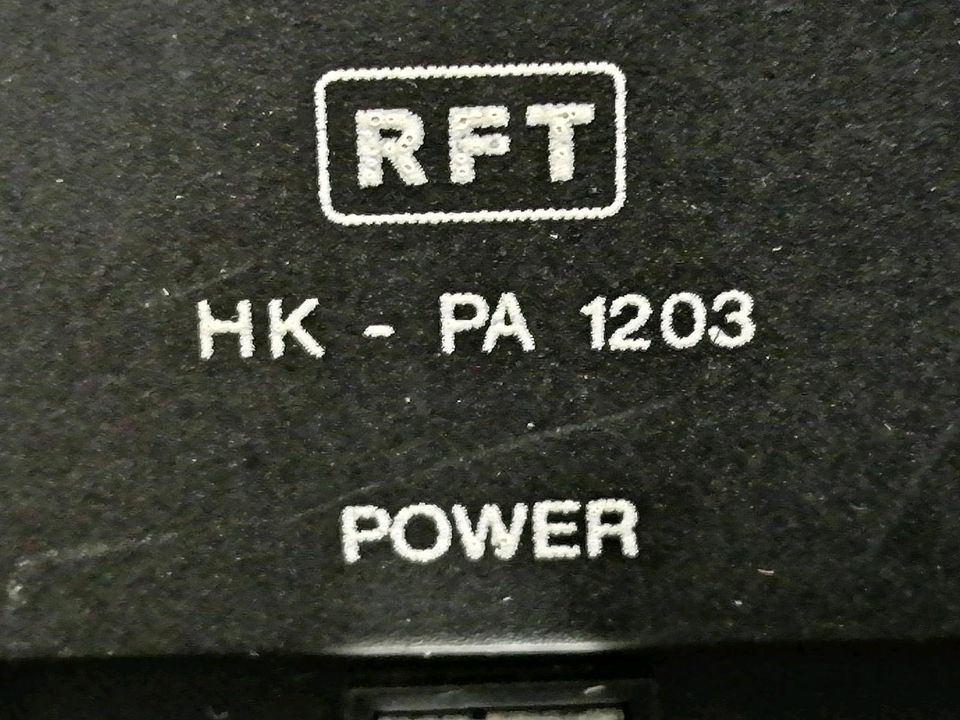 RFT
HK - PA 1203
POWER